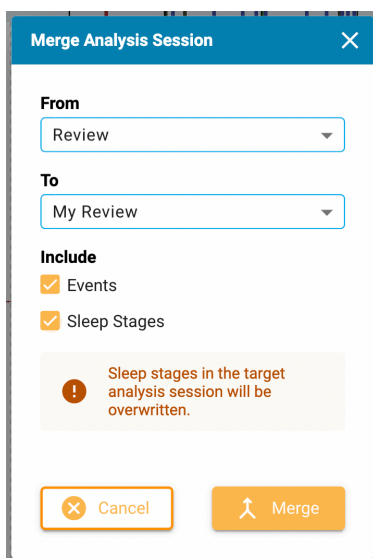 Merge Analysis Session
From
Review
To
My Review
Include
Events
Sleep Stages
Sleep stages in the target
analysis session will be
overwritten.
Cancel
Merge